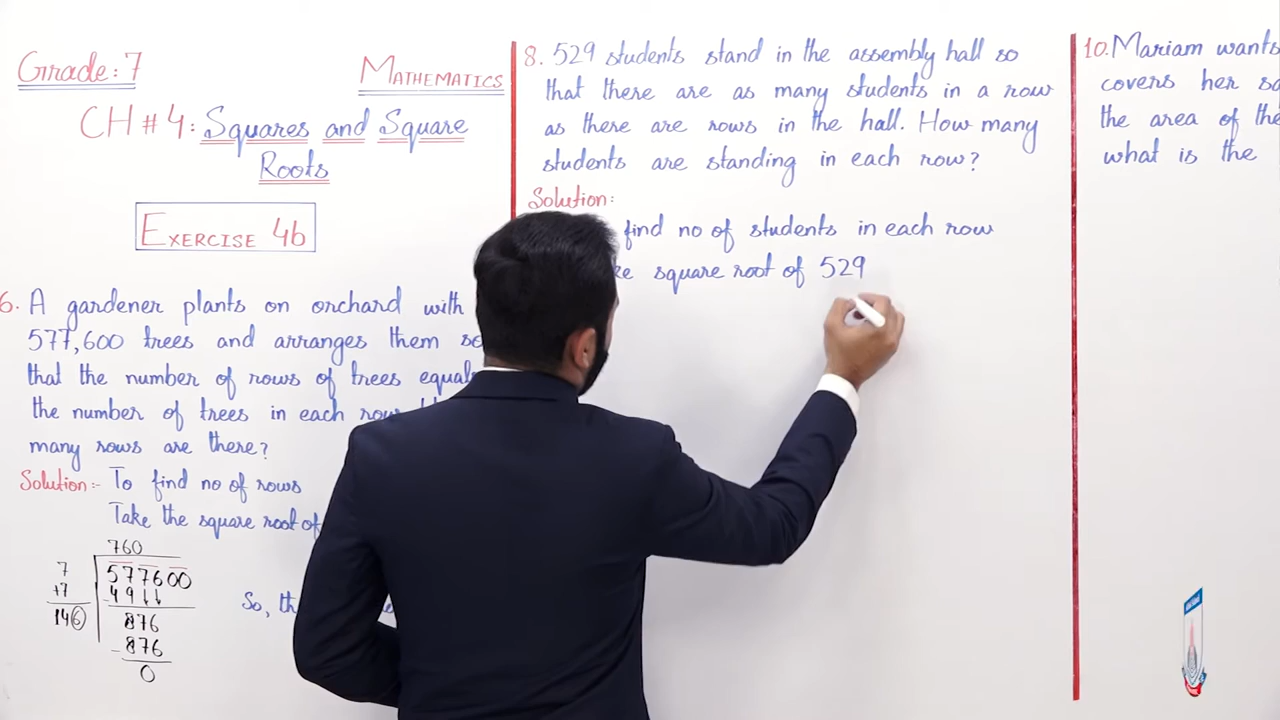 Grade: 7
MATHEMATICS
CH # 4: Squares and Square
Roots
EXERCISE 4b
6. A gardener plants on orchard with
577,600 trees and arranges them so
that the number of rows of trees equals
the number of trees in each row
many rows are there?
Solution:- To find no of rows
Take the square root of
760
7 577600
+7 -49↓↓
146 876
-876
0
So,
8. 529 students stand in the assembly hall so
that there are as many students in a row
as there are rows in the hall. How many
students are standing in each row?
Solution:
find no of students in each row
square root of 529
10. Mariam wants
covers her
the area of the
what is the